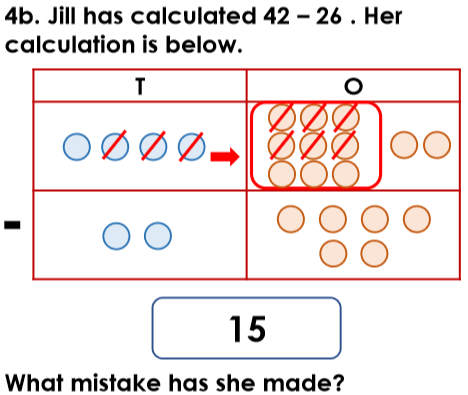 4b. Jill has calculated 42 – 26 . Her
calculation is below.
T O
-
15
What mistake has she made?